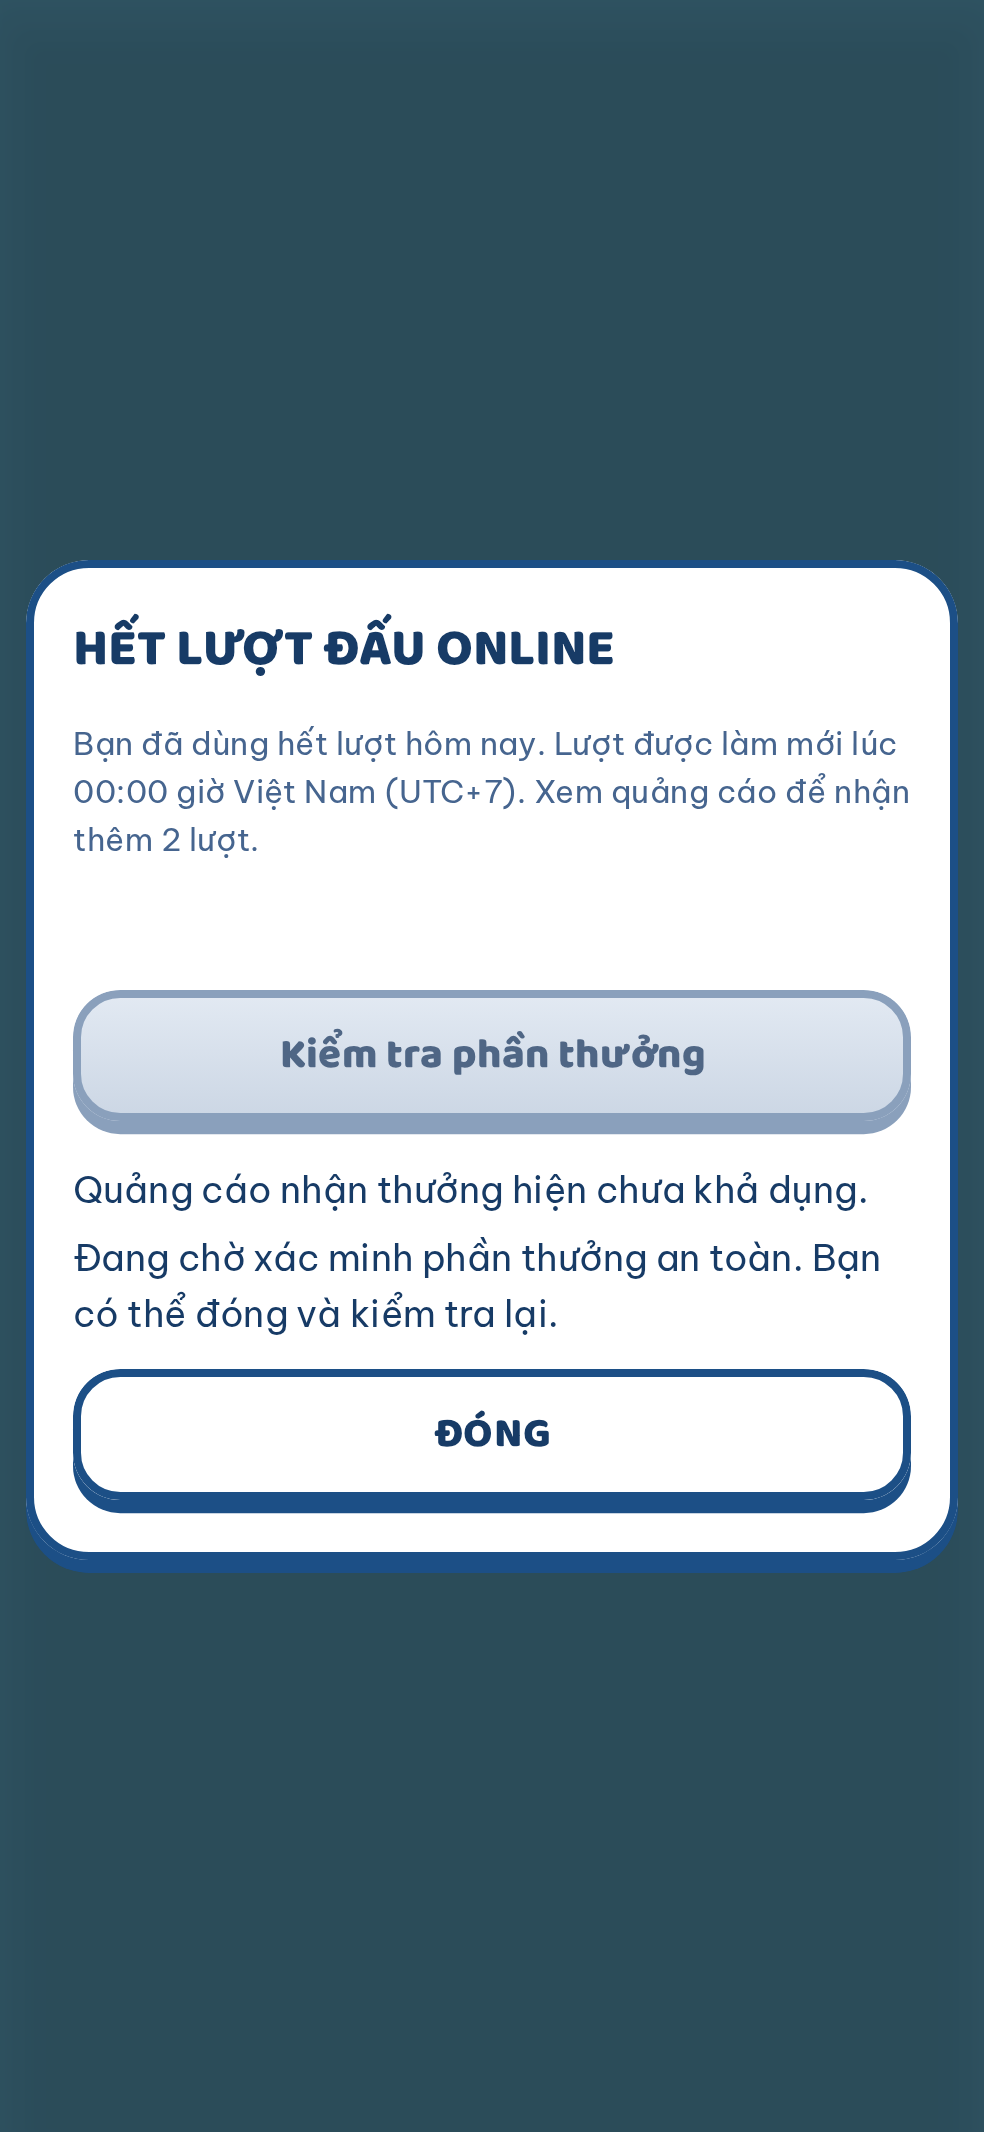 HẾT LƯỢT ĐẤU ONLINE
Bạn đã dùng hết lượt hôm nay. Lượt được làm mới lúc
00:00 giờ Việt Nam (UTC+7). Xem quảng cáo để nhận
thêm 2 lượt.
Kiểm tra phần thưởng
Quảng cáo nhận thưởng hiện chưa khả dụng.
Đang chờ xác minh phần thưởng an toàn. Bạn
có thể đóng và kiểm tra lại.
ĐÓNG